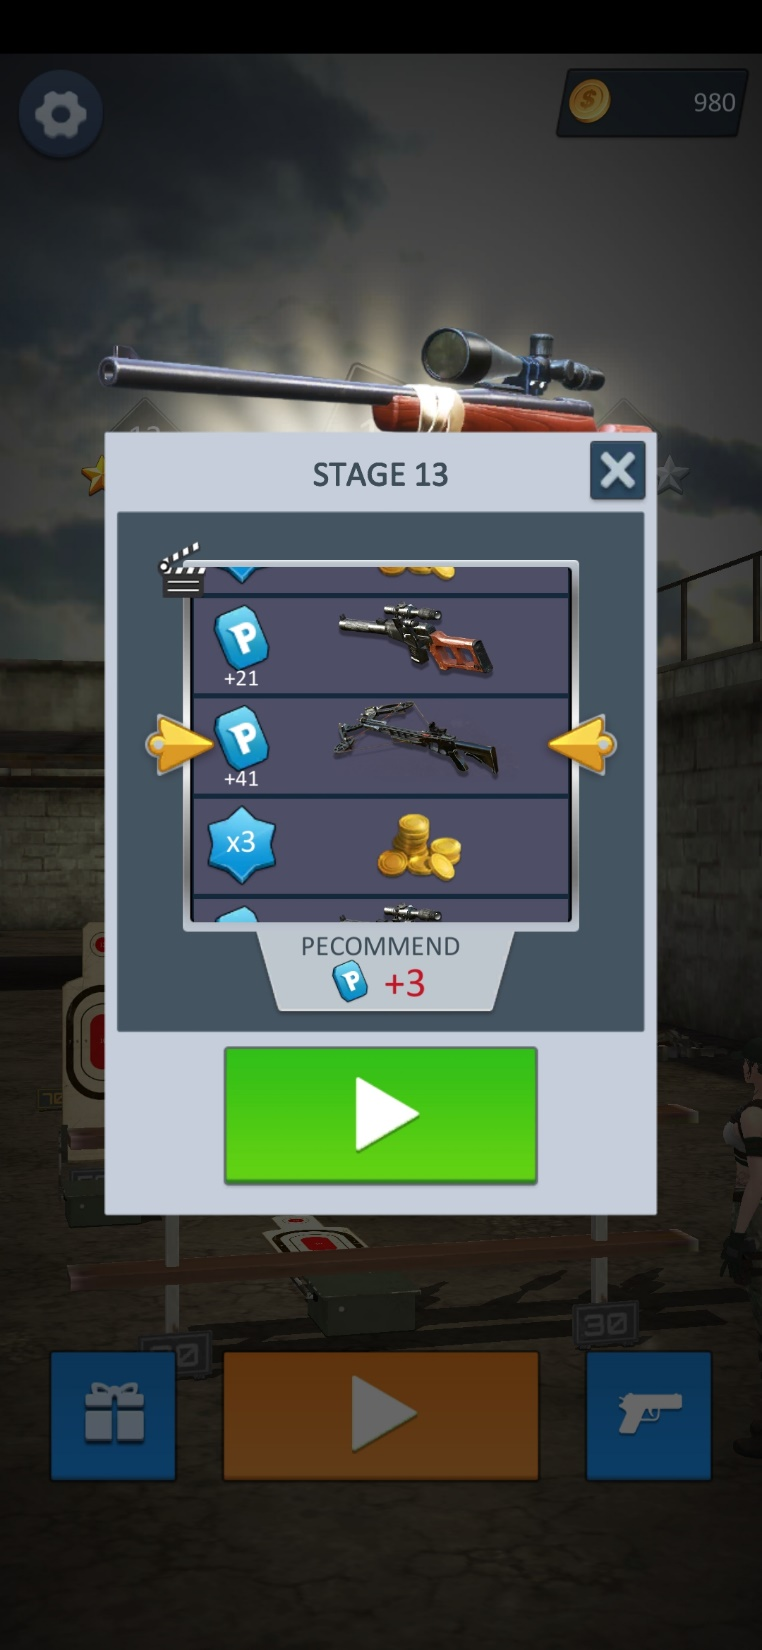 980
STAGE 13
P
+21
P
+41
x3
PECOMMEND
P +3
30